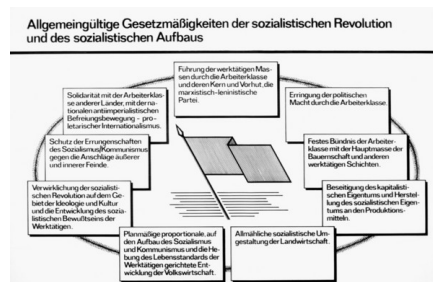 Allgemeingültige Gesetzmäßigkeiten der sozialistischen Revolution
und des sozialistischen Aufbaus
Führung der werktätigen Mas-
sen durch die Arbeiterklasse
und deren Kern und Vorhut, die
marxistisch-leninistische
Partei.
Solidarität mit der Arbeiterklas-
se anderer Länder, mit der na-
tionalen antiimperialistischen
Befreiungsbewegung - pro-
letarischer Internationalismus.
Erringung der politischen
Macht durch die Arbeiterklasse.
Schutz der Errungenschaften
des Sozialismus/Kommunismus
gegen die Anschläge äußerer
und innerer Feinde.
Festes Bündnis der Arbeiter-
klasse mit der Hauptmasse der
Bauernschaft und anderen
werktätigen Schichten.
Verwirklichung der sozialisti-
schen Revolution auf dem Ge-
biet der Ideologie und Kultur
und die Entwicklung des sozia-
listischen Bewußtseins der
Werktätigen.
Beseitigung des kapitalisti-
schen Eigentums und Herstel-
lung des sozialistischen Eigen-
tums an den Produktions-
mitteln.
Planmäßige proportionale, auf
den Aufbau des Sozialismus
und Kommunismus und die He-
bung des Lebensstandards der
Werktätigen gerichtete Ent-
wicklung der Volkswirtschaft.
Allmähliche sozialistische Um-
gestaltung der Landwirtschaft.